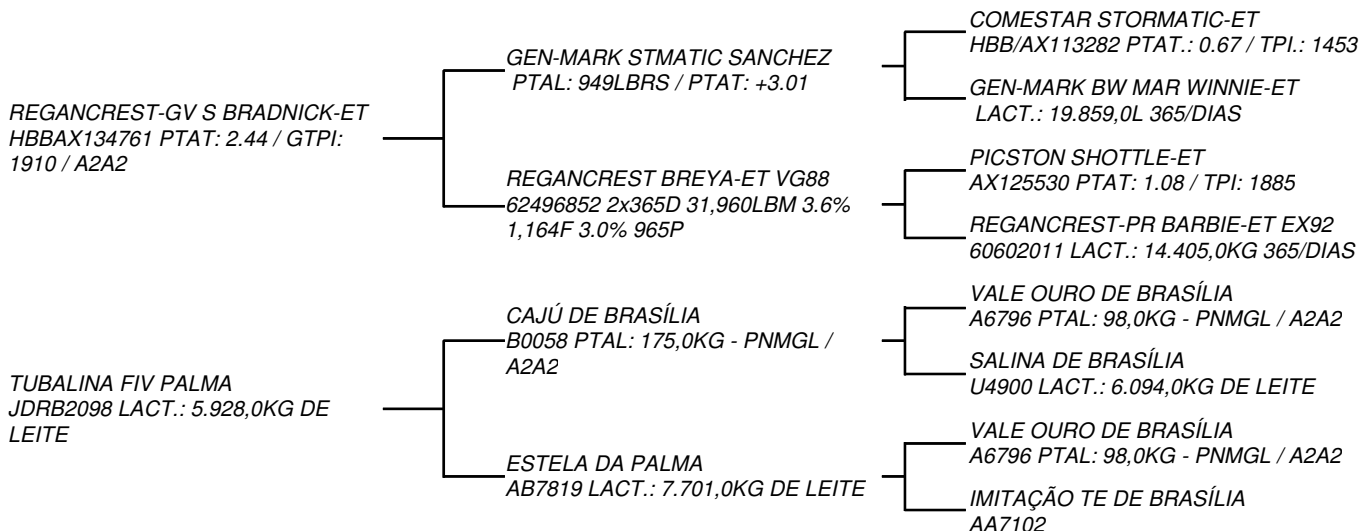 REGANCREST-GV S BRADNICK-ET
HBBAX134761 PTAT: 2.44 / GTPI:
1910 / A2A2
GEN-MARK STMATIC SANCHEZ
PTAL: 949LBRS / PTAT: +3.01
COMESTAR STORMATIC-ET
HBB/AX113282 PTAT.: 0.67 / TPI.: 1453
GEN-MARK BW MAR WINNIE-ET
LACT.: 19.859,0L 365/DIAS
REGANCREST BREYA-ET VG88
62496852 2x365D 31,960LBM 3.6%
1,164F 3.0% 965P
PICSTON SHOTTLE-ET
AX125530 PTAT: 1.08 / TPI: 1885
REGANCREST-PR BARBIE-ET EX92
60602011 LACT.: 14.405,0KG 365/DIAS
TUBALINA FIV PALMA
JDRB2098 LACT.: 5.928,0KG DE
LEITE
CAJÚ DE BRASÍLIA
B0058 PTAL: 175,0KG - PNMGL /
A2A2
VALE OURO DE BRASÍLIA
A6796 PTAL: 98,0KG - PNMGL / A2A2
SALINA DE BRASÍLIA
U4900 LACT.: 6.094,0KG DE LEITE
ESTELA DA PALMA
AB7819 LACT.: 7.701,0KG DE LEITE
VALE OURO DE BRASÍLIA
A6796 PTAL: 98,0KG - PNMGL / A2A2
IMITAÇÃO TE DE BRASÍLIA
AA7102